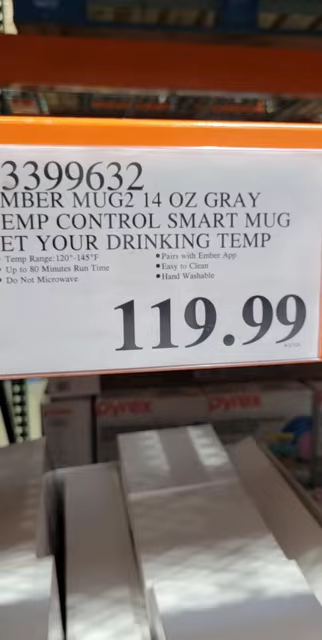 3399632
MBER MUG2 14 OZ GRAY
EMP CONTROL SMART MUG
ET YOUR DRINKING TEMP
Temp Range: 120°-145°F
• Up to 80 Minutes Run Time
• Do Not Microwave
• Pairs with Ember App
• Easy to Clean
• Hand Washable
119.99
pyrex
pyrex